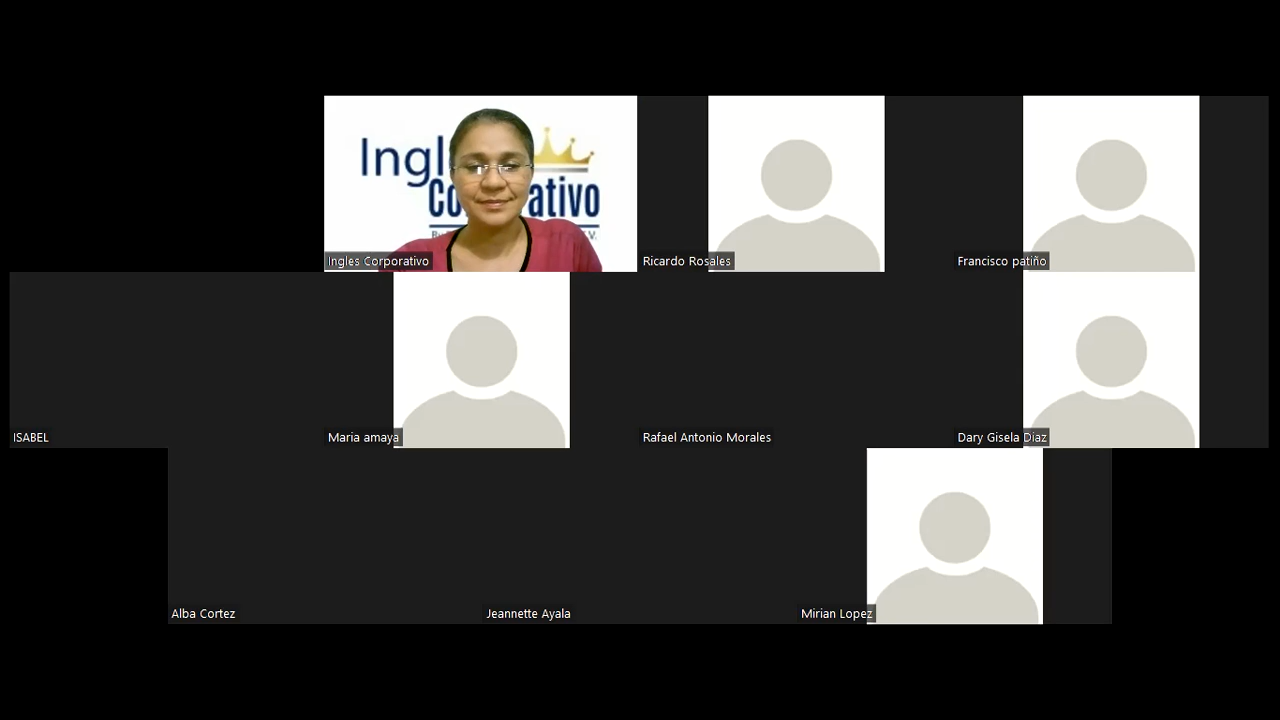 Ingl
Co ativo
Ingles Corporativo
Ricardo Rosales
Francisco patiño
ISABEL
Maria amaya
Rafael Antonio Morales
Dary Gisela Diaz
Alba Cortez
Jeannette Ayala
Mirian Lopez